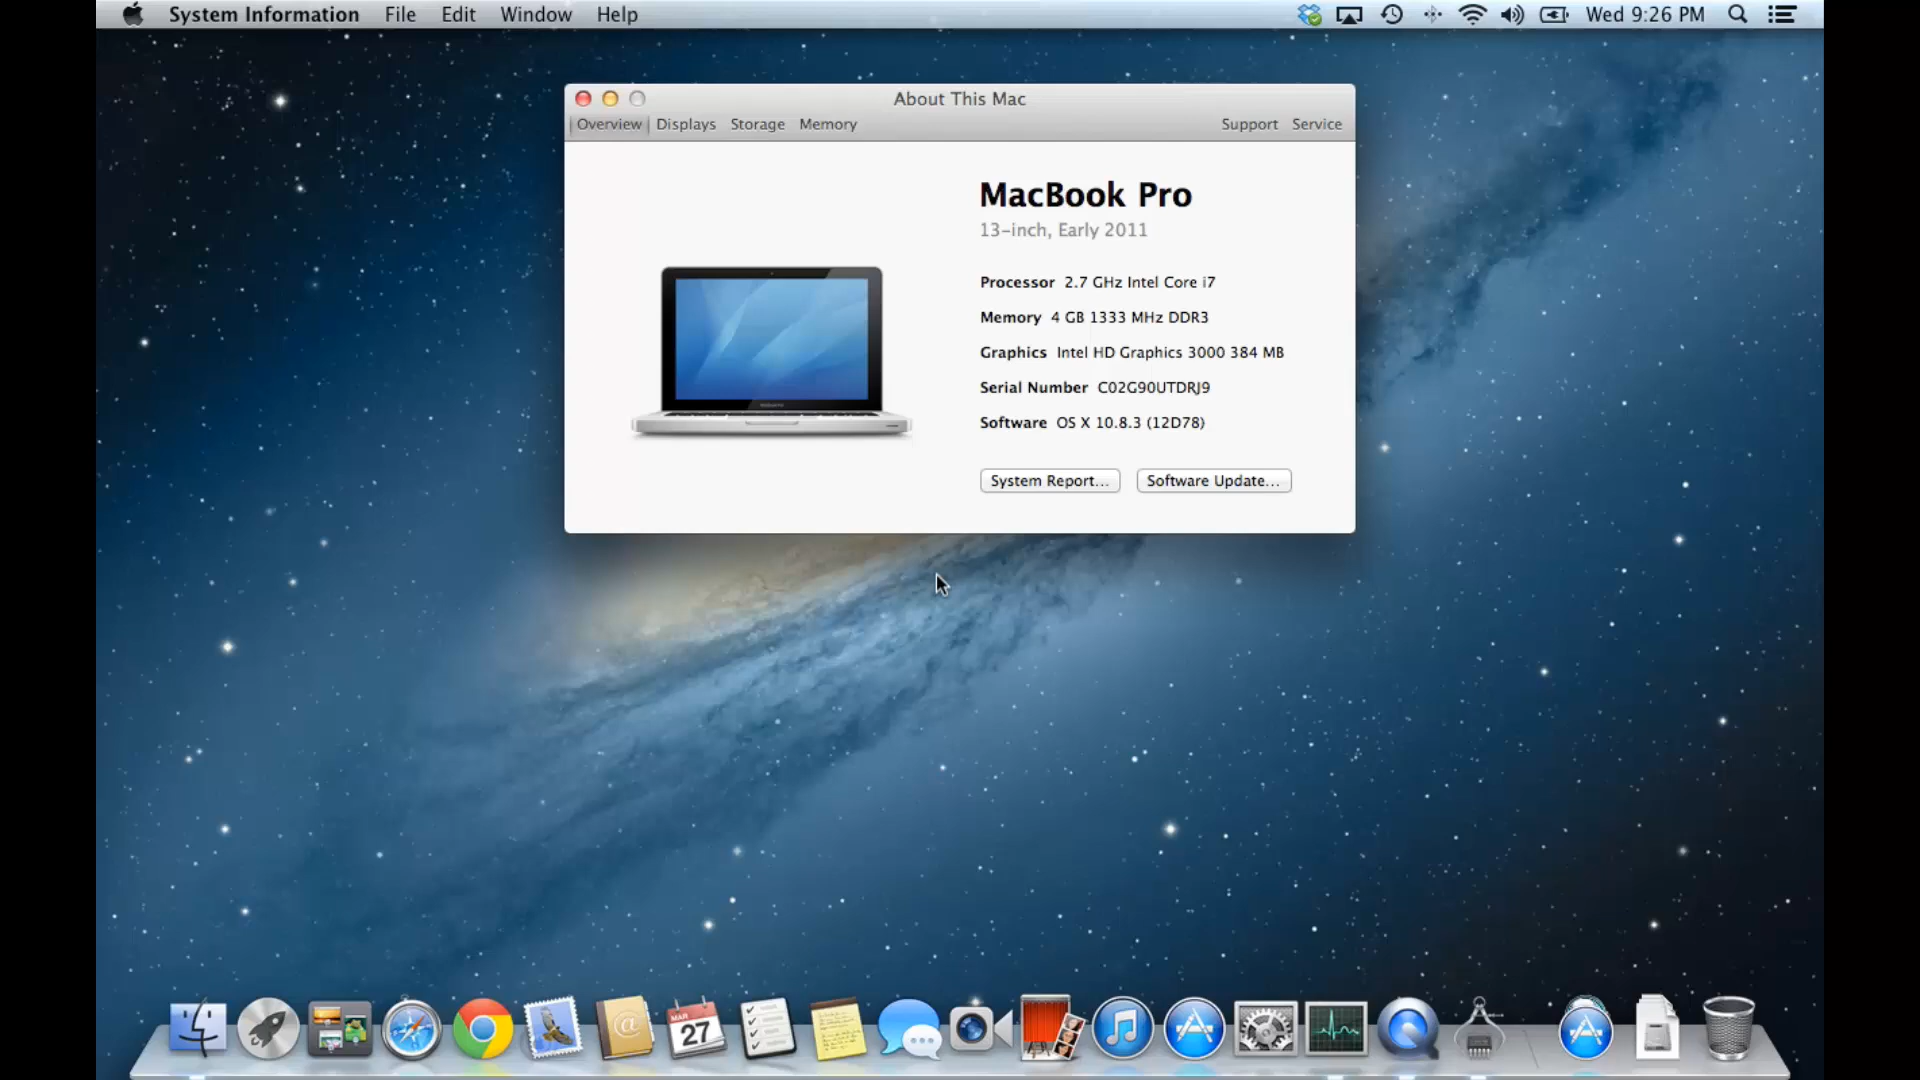 System Information File Edit Window Help Wed 9:26 PM
About This Mac
Overview Displays Storage Memory Support Service
MacBook Pro
13-inch, Early 2011
Processor 2.7 GHz Intel Core i7
Memory 4 GB 1333 MHz DDR3
Graphics Intel HD Graphics 3000 384 MB
Serial Number C02G90UTDRJ9
Software OS X 10.8.3 (12D78)
System Report... Software Update...
MAR
27